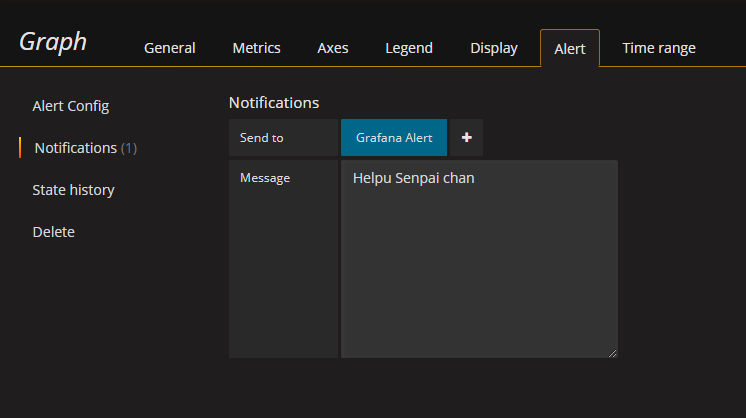 Graph General Metrics Axes Legend Display Alert Time range
Alert Config
Notifications (1)
State history
Delete
Notifications
Send to Grafana Alert +
Message Helpu Senpai chan